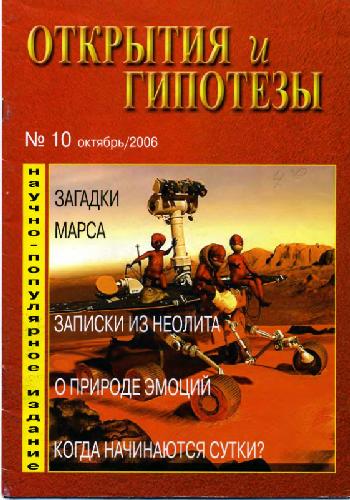 ОТКРЫТИЯ и
ГИПОТЕЗЫ
№ 10 октябрь/2006
научно-популярное издание
ЗАГАДКИ
МАРСА
ЗАПИСКИ ИЗ НЕОЛИТА
О ПРИРОДЕ ЭМОЦИЙ
КОГДА НАЧИНАЮТСЯ СУТКИ?